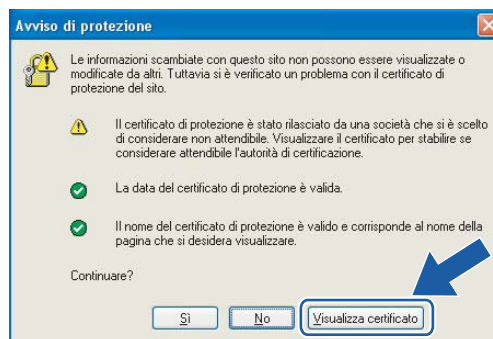 Avviso di protezione
Le informazioni scambiate con questo sito non possono essere visualizzate o
modificate da altri. Tuttavia si è verificato un problema con il certificato di
protezione del sito.
Il certificato di protezione è stato rilasciato da una società che si è scelto
di considerare non attendibile. Visualizzare il certificato per stabilire se
considerare attendibile l'autorità di certificazione.
La data del certificato di protezione è valida.
Il nome del certificato di protezione è valido e corrisponde al nome della
pagina che si desidera visualizzare.
Continuare?
Sì No Visualizza certificato